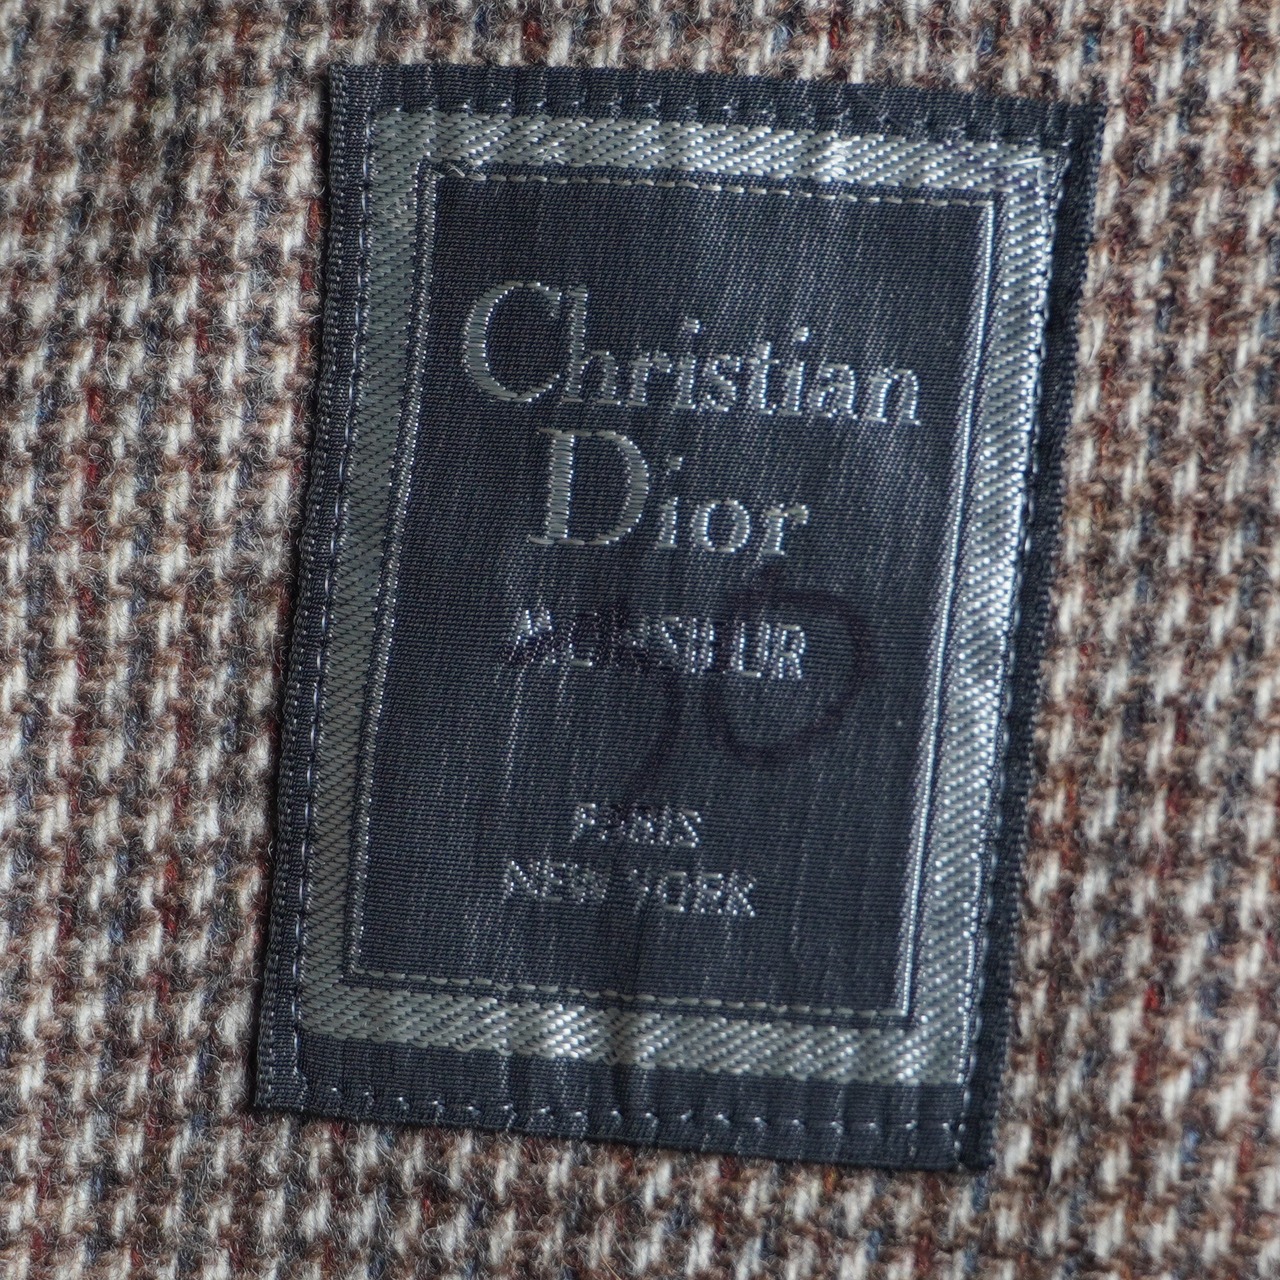 Christian
Dior
MONSIEUR
PARIS
NEW YORK